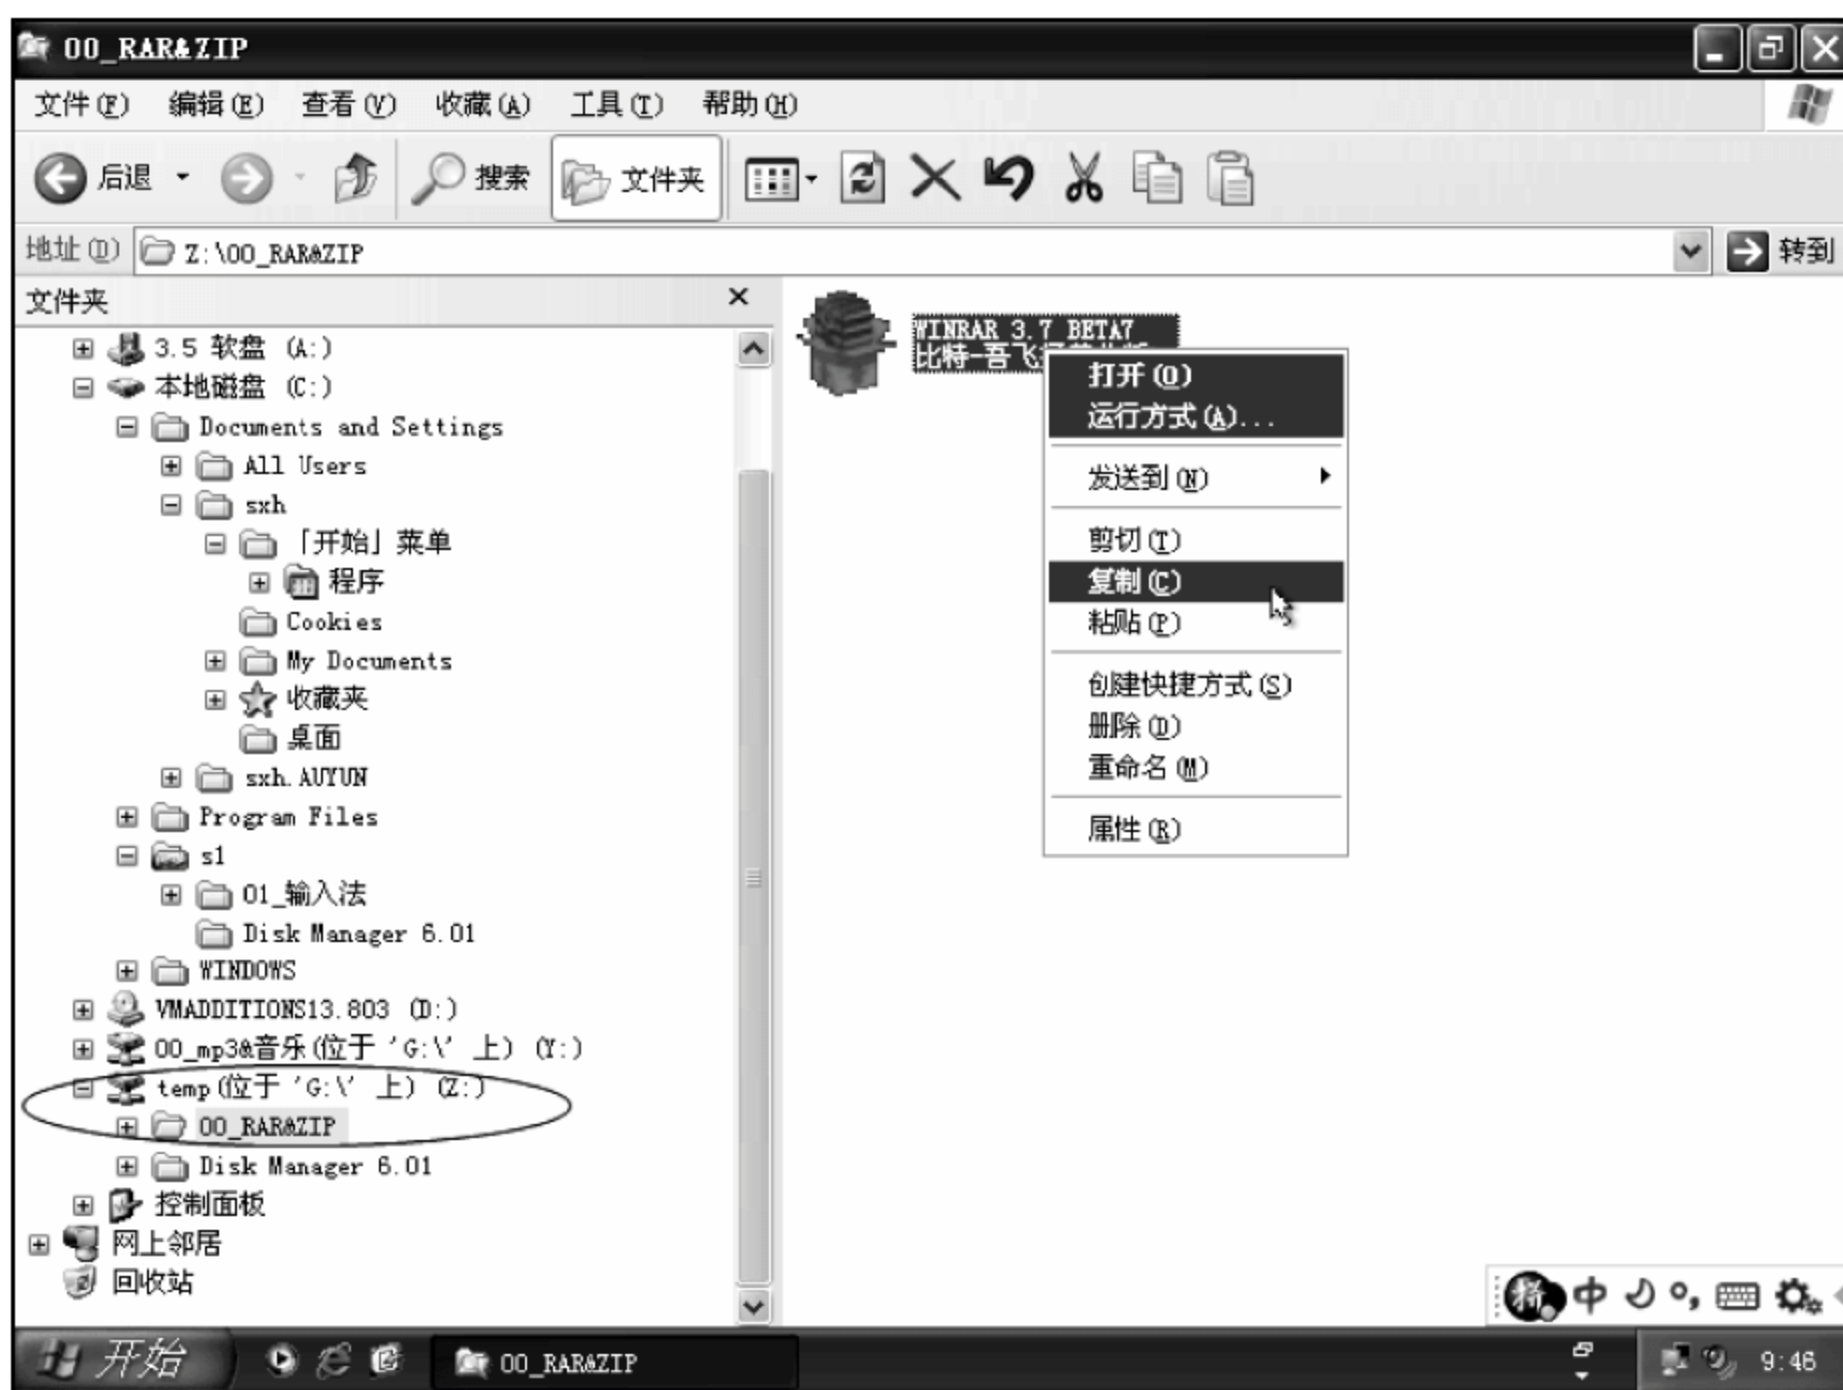 00_RAR&ZIP
文件(F) 编辑(E) 查看(V) 收藏(A) 工具(T) 帮助(H)
后退 搜索 文件夹
地址(D) Z:\00_RAR&ZIP 转到
文件夹
3.5 软盘 (A:)
本地磁盘 (C:)
Documents and Settings
All Users
sxh
「开始」菜单
程序
Cookies
My Documents
收藏夹
桌面
sxh.AUYUN
Program Files
s1
01_输入法
Disk Manager 6.01
WINDOWS
VMADDITIONS13.803 (D:)
00_mp3&音乐(位于 'G:\' 上) (Y:)
temp(位于 'G:\' 上) (Z:)
00_RAR&ZIP
Disk Manager 6.01
控制面板
网上邻居
回收站
WINRAR 3.7 BETA7
比特-吾飞
打开(O)
运行方式(A)...
发送到(N)
剪切(T)
复制(C)
粘贴(P)
创建快捷方式(S)
删除(D)
重命名(M)
属性(R)
拼 中
开始 00_RAR&ZIP 9:46